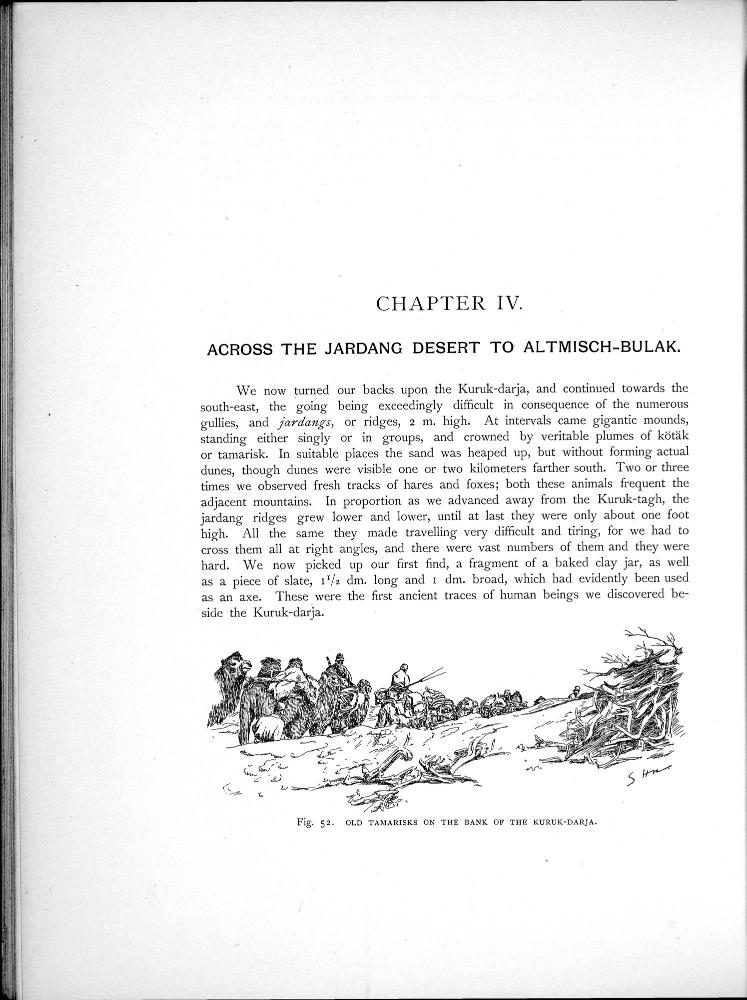 CHAPTER IV.
ACROSS THE JARDANG DESERT TO ALTMISCH-BULAK.
We now turned our backs upon the Kuruk-darja, and continued towards the
south-east, the going being exceedingly difficult in consequence of the numerous
gullies, and jardangs, or ridges, 2 m. high. At intervals came gigantic mounds,
standing either singly or in groups, and crowned by veritable plumes of kötäk
or tamarisk. In suitable places the sand was heaped up, but without forming actual
dunes, though dunes were visible one or two kilometers farther south. Two or three
times we observed fresh tracks of hares and foxes; both these animals frequent the
adjacent mountains. In proportion as we advanced away from the Kuruk-tagh, the
jardang ridges grew lower and lower, until at last they were only about one foot
high. All the same they made travelling very difficult and tiring, for we had to
cross them all at right angles, and there were vast numbers of them and they were
hard. We now picked up our first find, a fragment of a baked clay jar, as well
as a piece of slate, 1 1/2 dm. long and 1 dm. broad, which had evidently been used
as an axe. These were the first ancient traces of human beings we discovered be-
side the Kuruk-darja.
Fig. 52. OLD TAMARISKS ON THE BANK OF THE KURUK-DARJA.